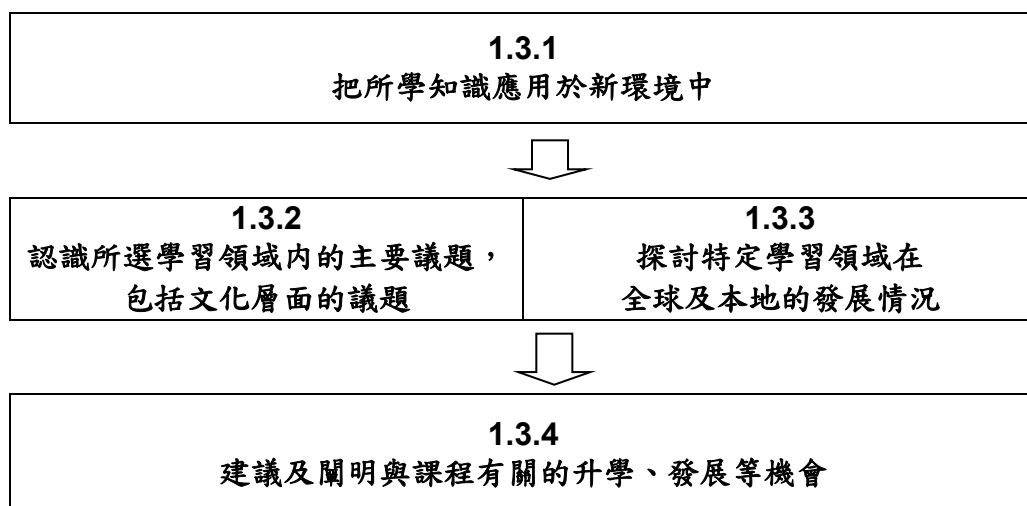 1.3.1
把所學知識應用於新環境中
1.3.2
認識所選學習領域內的主要議題，
包括文化層面的議題
1.3.3
探討特定學習領域在
全球及本地的發展情況
1.3.4
建議及闡明與課程有關的升學、發展等機會